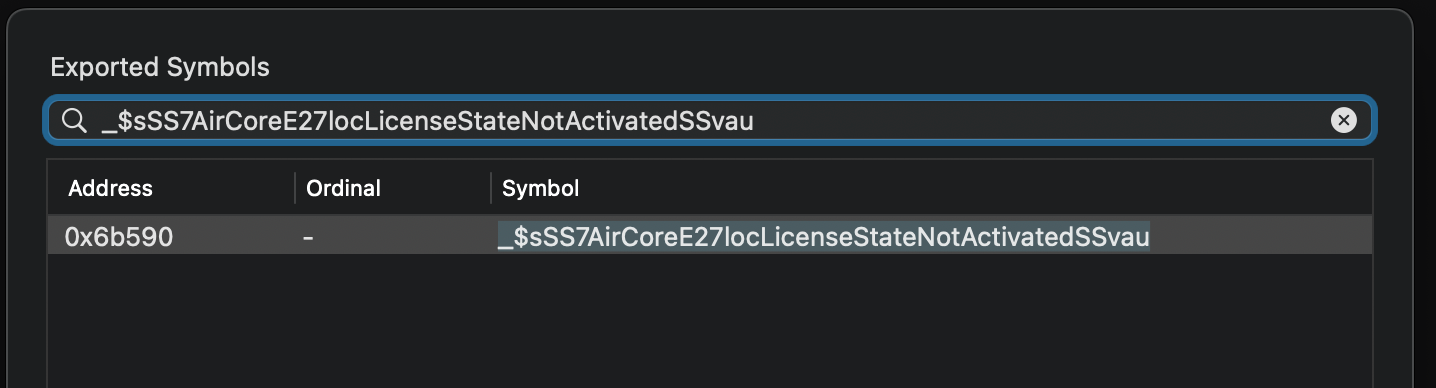 Exported Symbols
_$sSS7AirCoreE27locLicenseStateNotActivatedSSvau
Address Ordinal Symbol
0x6b590 - _$sSS7AirCoreE27locLicenseStateNotActivatedSSvau